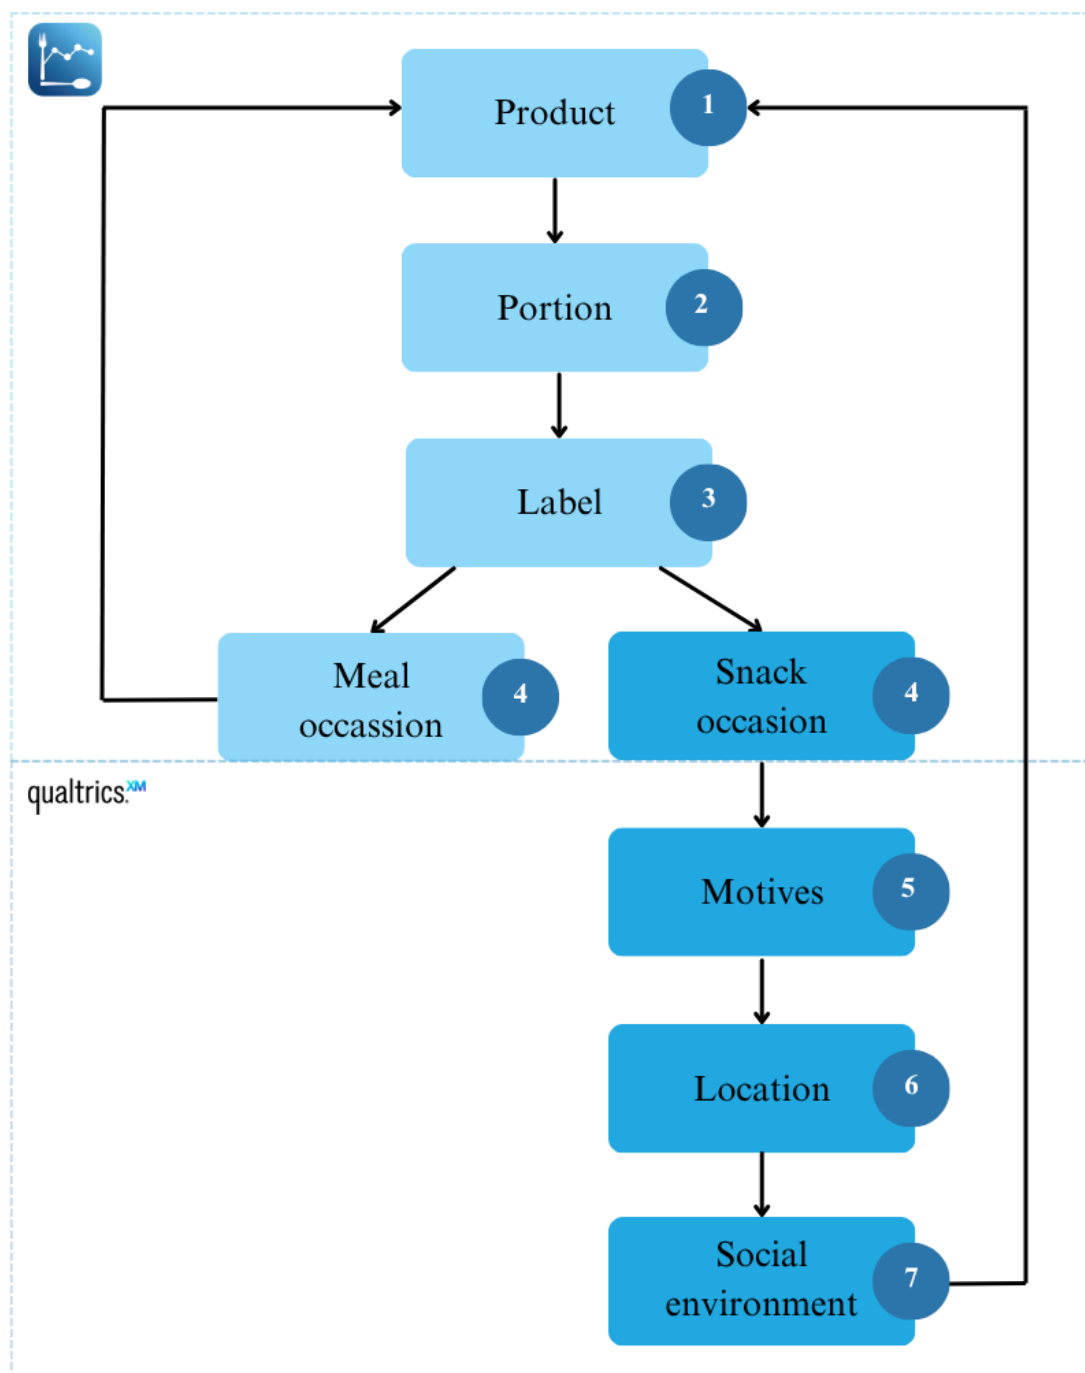 Product
1
Portion
2
Label
3
Meal
occassion
4
Snack
occasion
4
qualtrics.XM
Motives
5
Location
6
Social
environment
7